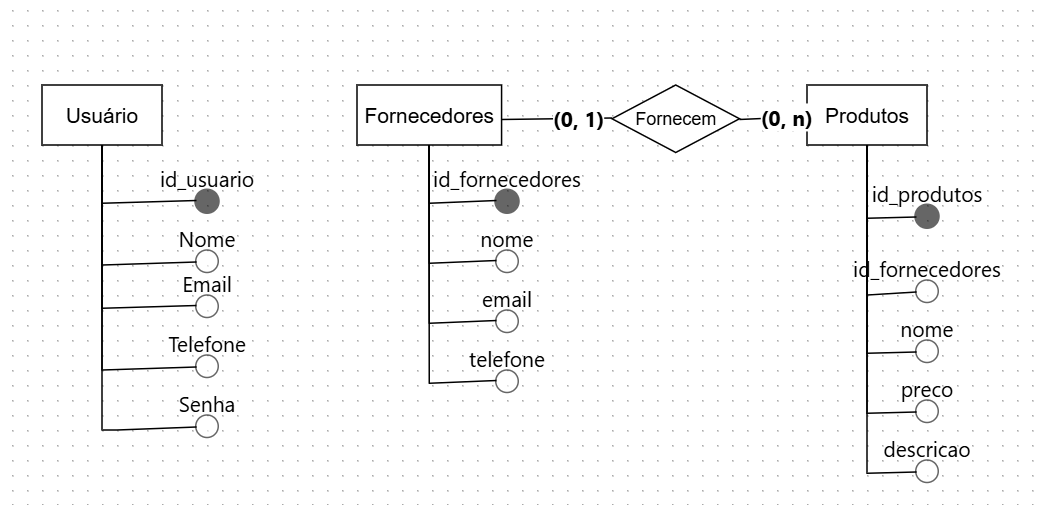 Usuário
id_usuario
Nome
Email
Telefone
Senha
Fornecedores
(0, 1)
Fornecem
(0, n)
Produtos
id_fornecedores
nome
email
telefone
id_produtos
id_fornecedores
nome
preco
descricao